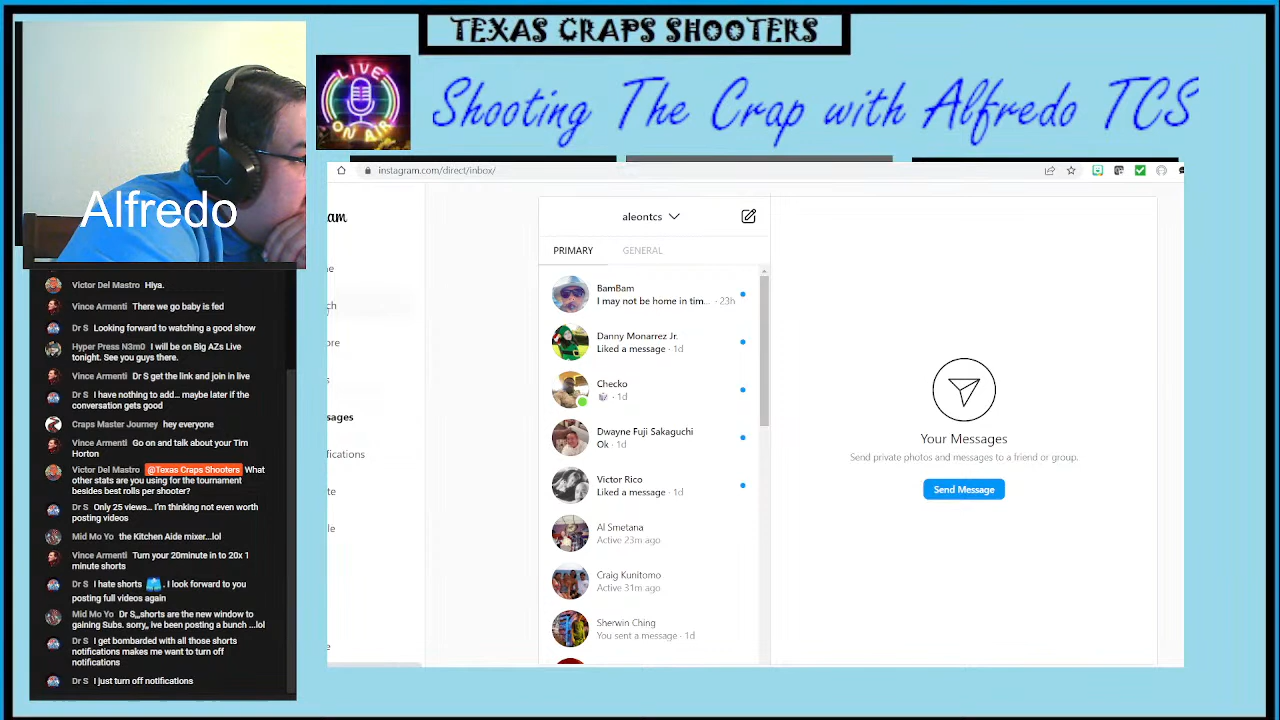 TEXAS CRAPS SHOOTERS
LIVE
ON AIR
Shooting The Crap with Alfredo TCS
Alfredo
Victor Del Mastro Hiya.
Vince Armenti There we go baby is fed
Dr S Looking forward to watching a good show
Hyper Press N3m0 I will be on Big AZs Live
tonight. See you guys there.
Vince Armenti Dr S get the link and join in live
Dr S I have nothing to add... maybe later if the
conversation gets good
Craps Master Journey hey everyone
Vince Armenti Go on and talk about your Tim
Horton
Victor Del Mastro @Texas Craps Shooters What
other stats are you using for the tournament
besides best rolls per shooter?
Dr S Only 25 views... I'm thinking not even worth
posting videos
Mid Mo Yo the Kitchen Aide mixer...lol
Vince Armenti Turn your 20minute in to 20x 1
minute shorts
Dr S I hate shorts 🩳. I look forward to you
posting full videos again
Mid Mo Yo Dr S,,,shorts are the new window to
gaining Subs. sorry,, Ive been posting a bunch ...lol
Dr S I get bombarded with all those shorts
notifications makes me want to turn off
notifications
Dr S I just turn off notifications
instagram.com/direct/inbox/
am
e
ch
ore
s
sages
ications
te
le
e
aleontcs
PRIMARY GENERAL
BamBam
I may not be home in tim... · 23h
Danny Monarrez Jr.
Liked a message · 1d
Checko
· 1d
Dwayne Fuji Sakaguchi
Ok · 1d
Victor Rico
Liked a message · 1d
Al Smetana
Active 23m ago
Craig Kunitomo
Active 31m ago
Sherwin Ching
You sent a message · 1d
Your Messages
Send private photos and messages to a friend or group.
Send Message